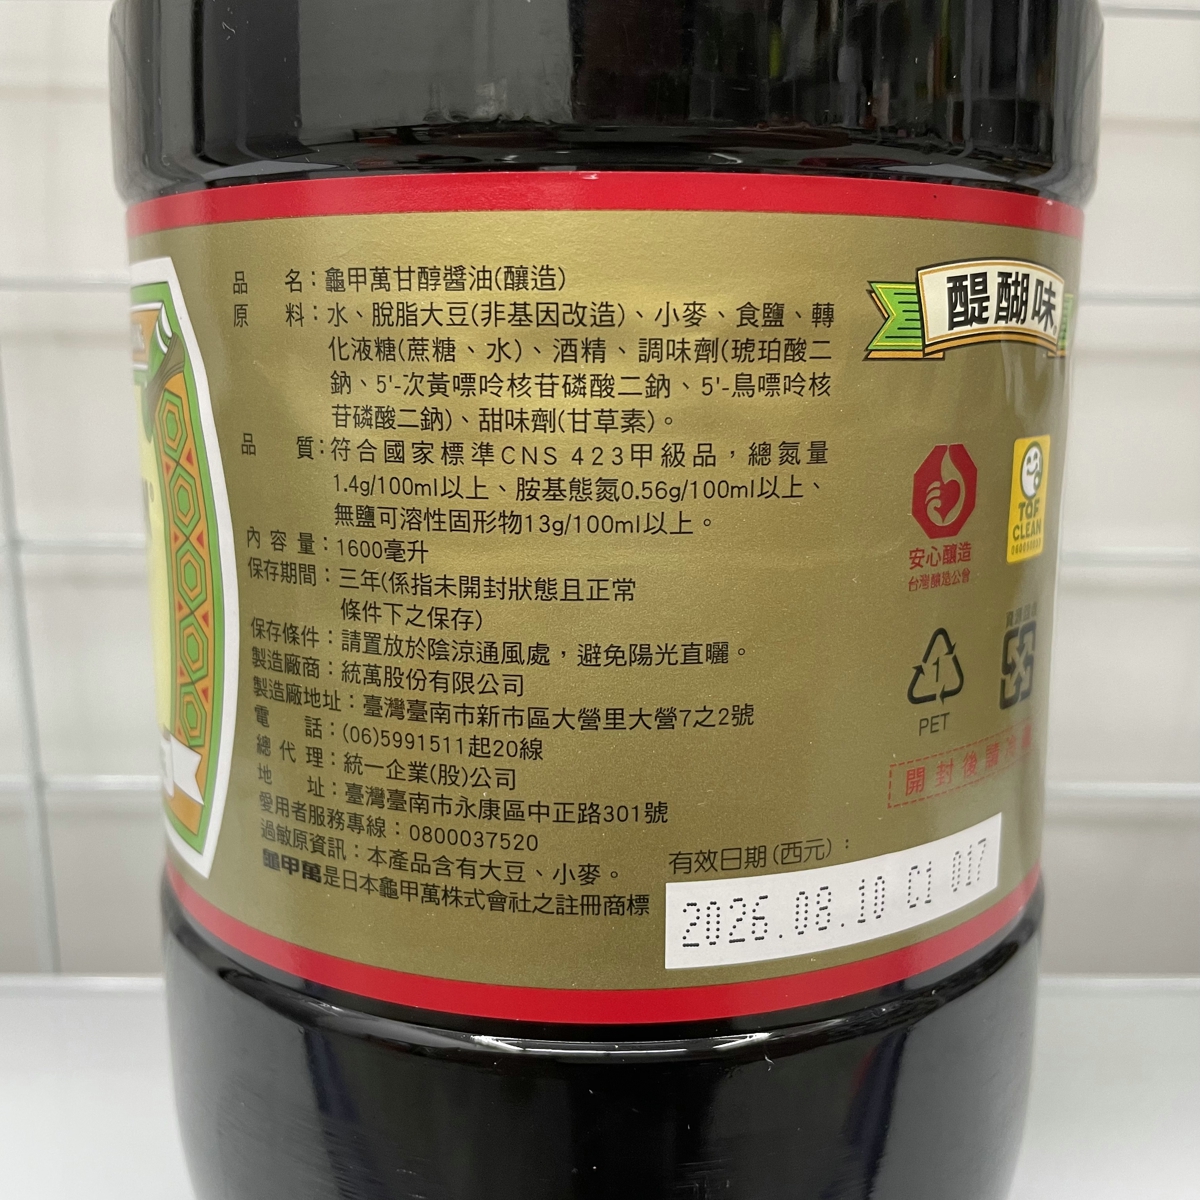 品名：龜甲萬甘醇醬油(釀造)
原料：水、脫脂大豆(非基因改造)、小麥、食鹽、轉
化液糖(蔗糖、水)、酒精、調味劑(琥珀酸二
鈉、5'-次黃嘌呤核苷磷酸二鈉、5'-鳥嘌呤核
苷磷酸二鈉)、甜味劑(甘草素)。
品質：符合國家標準CNS 423甲級品，總氮量
1.4g/100ml以上、胺基態氮0.56g/100ml以上、
無鹽可溶性固形物13g/100ml以上。
內容量：1600毫升
保存期間：三年(係指未開封狀態且正常
條件下之保存)
保存條件：請置放於陰涼通風處，避免陽光直曬。
製造廠商：統萬股份有限公司
製造廠地址：臺灣臺南市新市區大營里大營7之2號
電話：(06)5991511起20線
總代理：統一企業(股)公司
地址：臺灣臺南市永康區中正路301號
愛用者服務專線：0800037520
過敏原資訊：本產品含有大豆、小麥。
龜甲萬是日本龜甲萬株式會社之註冊商標
醍醐味
安心釀造
台灣釀造公會
TQF
CLEAN
1
PET
開封後請冷藏
有效日期(西元)：
2026.08.10 C1 017